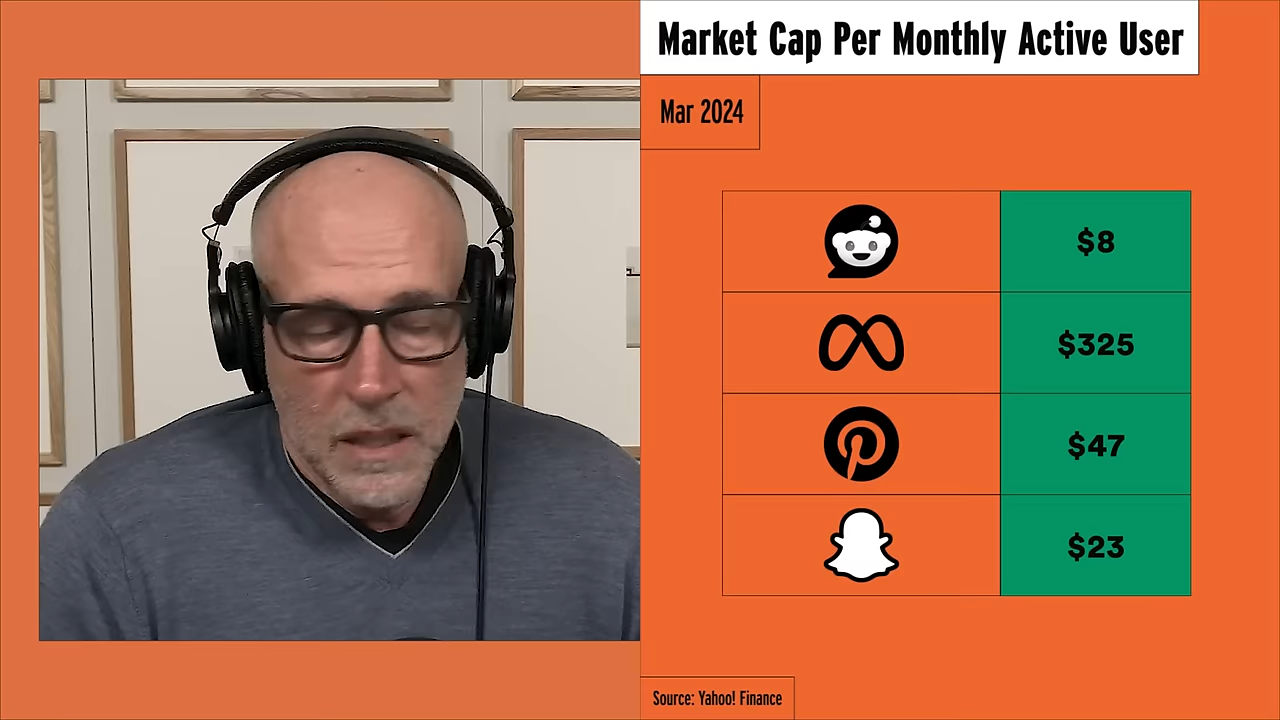 Market Cap Per Monthly Active User
Mar 2024
$8
$325
$47
$23
Source: Yahoo! Finance